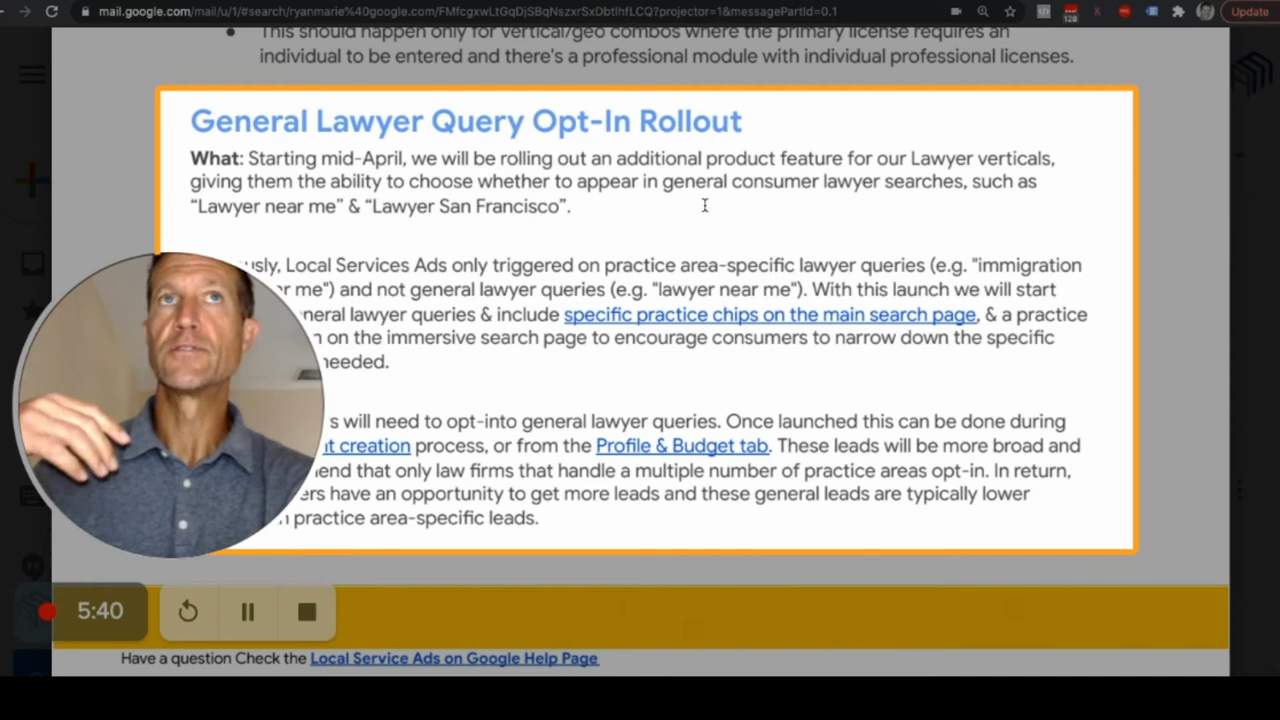 mail.google.com/mail/u/1/#search/ryanmarie%40google.com/FMfcgxwLtGqDjSBqNszxrSxDbtlhfLCQ?projector=1&messagePartId=0.1
128
Update
This should happen only for vertical/geo combos where the primary license requires an
individual to be entered and there's a professional module with individual professional licenses.
General Lawyer Query Opt-In Rollout
What: Starting mid-April, we will be rolling out an additional product feature for our Lawyer verticals,
giving them the ability to choose whether to appear in general consumer lawyer searches, such as
“Lawyer near me” & “Lawyer San Francisco”.
usly, Local Services Ads only triggered on practice area-specific lawyer queries (e.g. "immigration
r me") and not general lawyer queries (e.g. "lawyer near me"). With this launch we will start
neral lawyer queries & include specific practice chips on the main search page, & a practice
n on the immersive search page to encourage consumers to narrow down the specific
needed.
s will need to opt-into general lawyer queries. Once launched this can be done during
t creation process, or from the Profile & Budget tab. These leads will be more broad and
end that only law firms that handle a multiple number of practice areas opt-in. In return,
ers have an opportunity to get more leads and these general leads are typically lower
n practice area-specific leads.
5:40
Have a question Check the Local Service Ads on Google Help Page